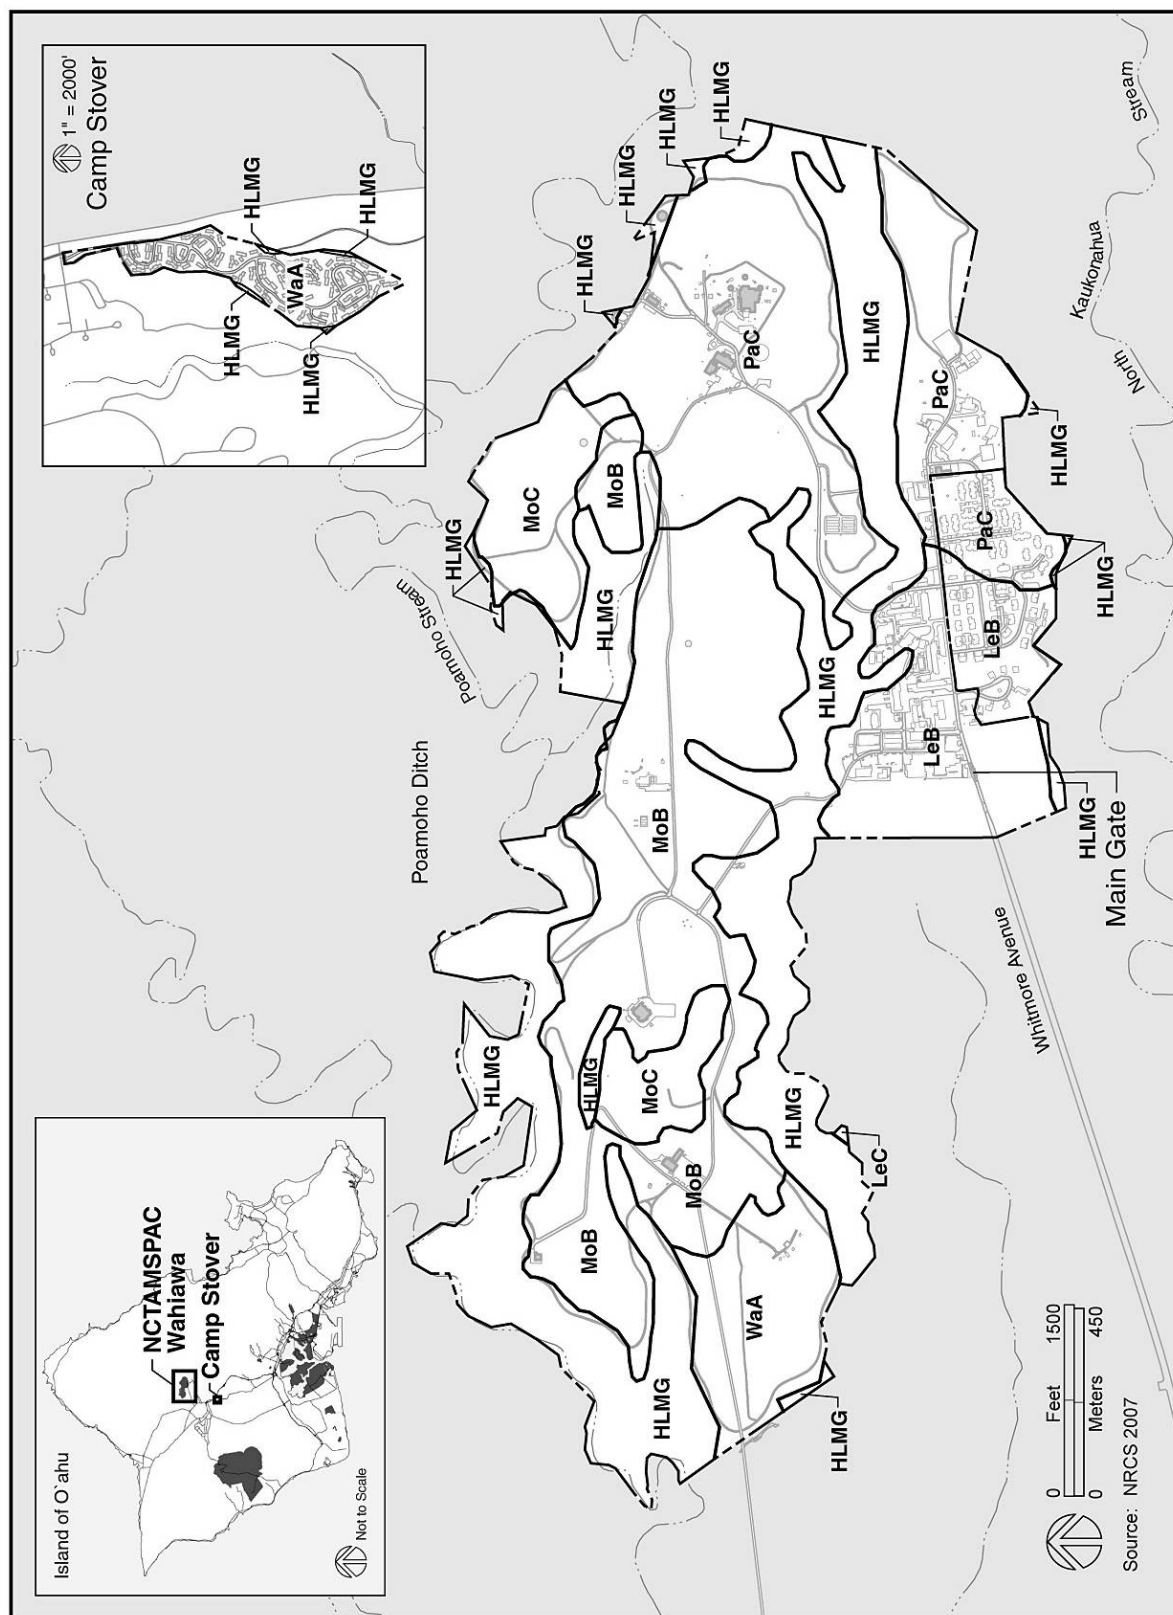 Island of O`ahu
NCTAMSPAC
Wahiawa
Camp Stover
Not to Scale
1" = 2000'
Camp Stover
HLMG
HLMG
WaA
HLMG
HLMG
Poamoho Stream
Poamoho Ditch
HLMG
HLMG
HLMG
HLMG
HLMG
MoC
MoB
HLMG
HLMG
MoB
HLMG
MoC
MoB
HLMG
WaA
HLMG
MoB
HLMG
LeC
MoB
HLMG
PaC
HLMG
PaC
HLMG
PaC
HLMG
LeB
LeB
HLMG
Main Gate
Whitmore Avenue
North
Kaukonahua
Stream
0 Feet 1500
0 Meters 450
Source: NRCS 2007